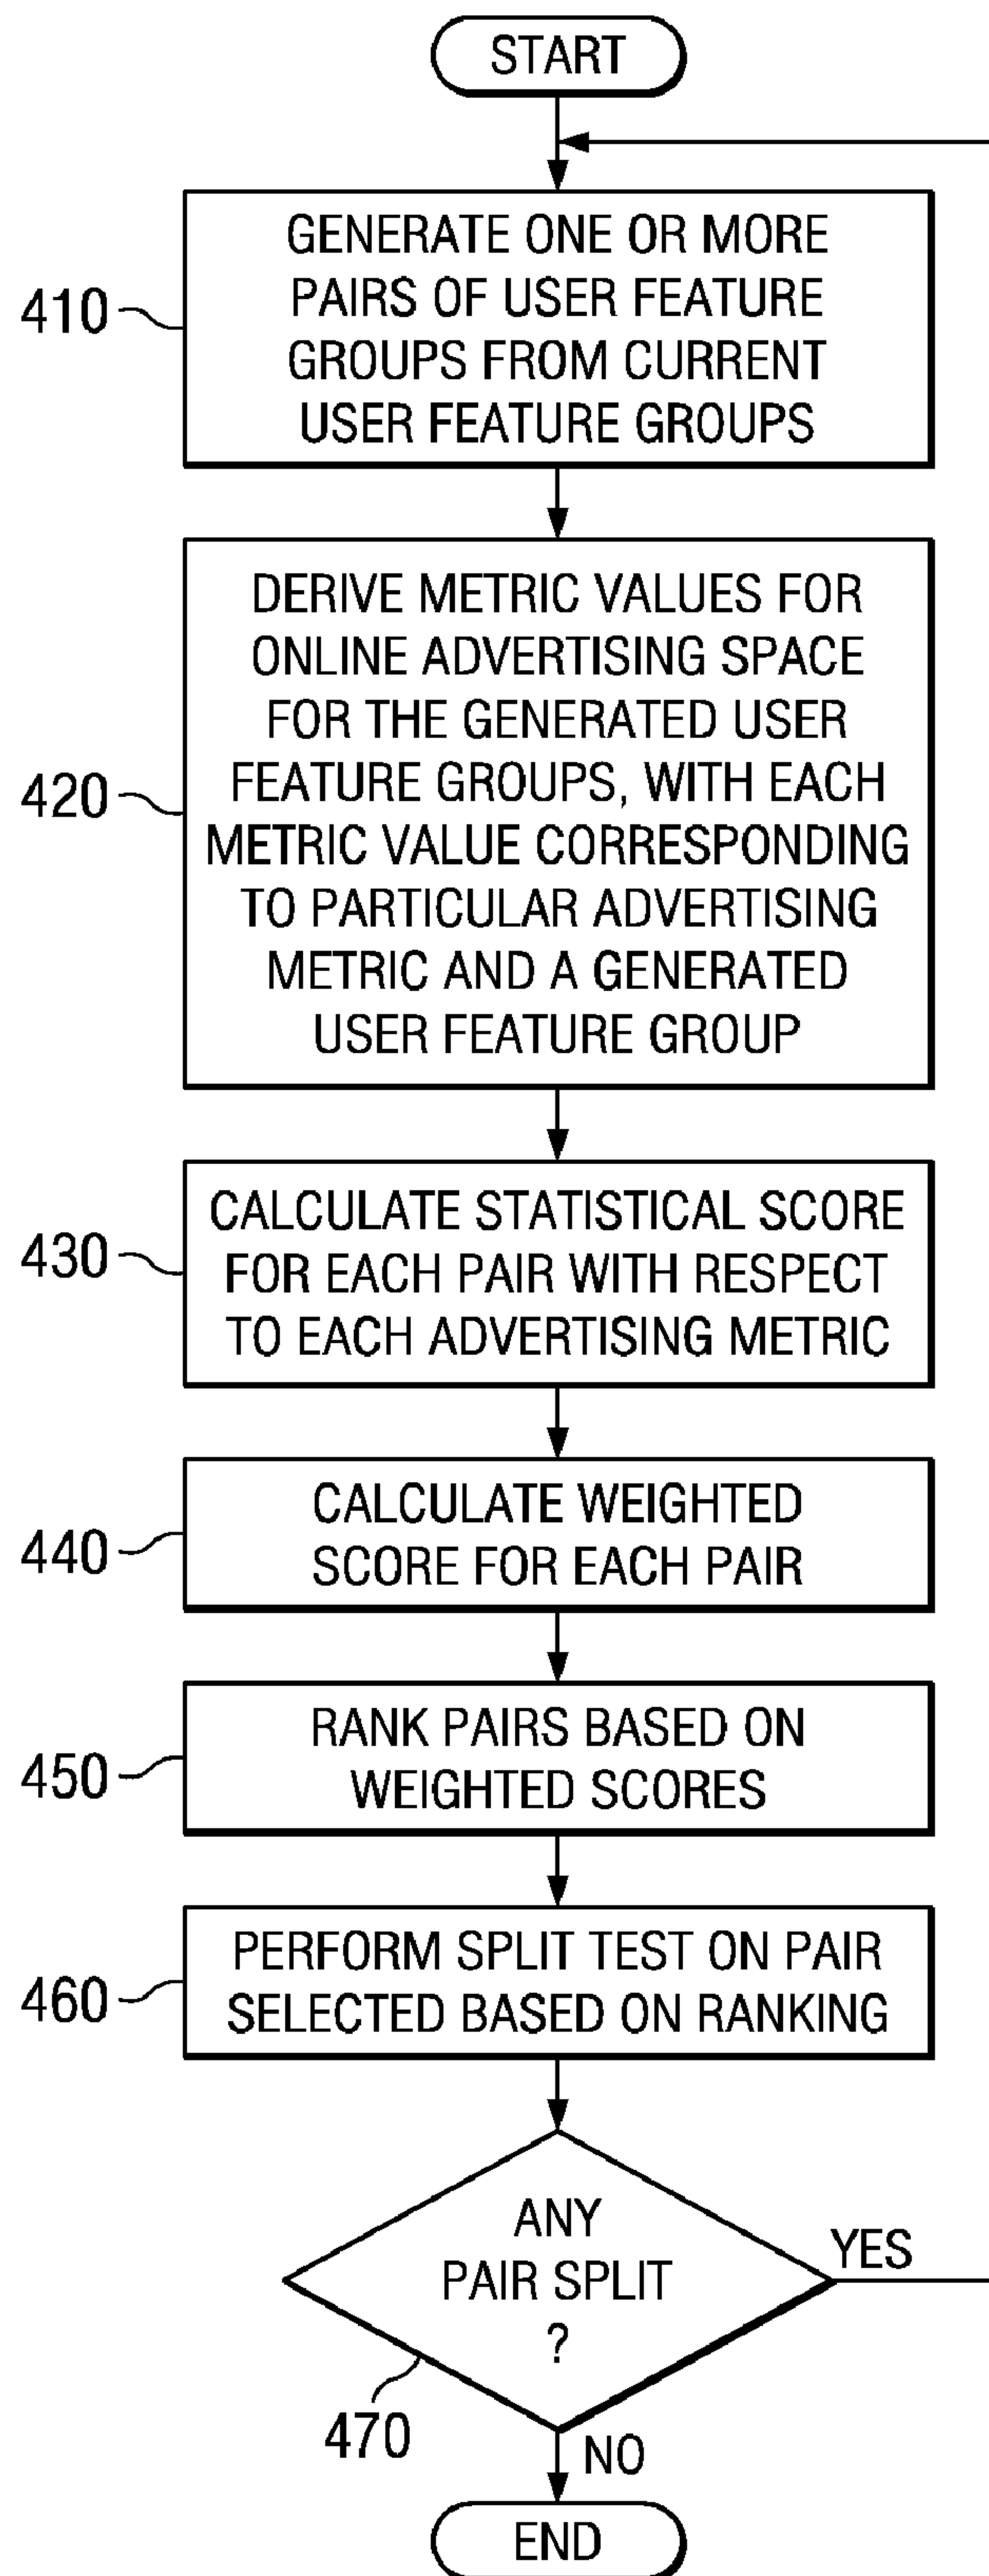 START
GENERATE ONE OR MORE
PAIRS OF USER FEATURE
GROUPS FROM CURRENT
USER FEATURE GROUPS
410
DERIVE METRIC VALUES FOR
ONLINE ADVERTISING SPACE
FOR THE GENERATED USER
FEATURE GROUPS, WITH EACH
METRIC VALUE CORRESPONDING
TO PARTICULAR ADVERTISING
METRIC AND A GENERATED
USER FEATURE GROUP
420
CALCULATE STATISTICAL SCORE
FOR EACH PAIR WITH RESPECT
TO EACH ADVERTISING METRIC
430
CALCULATE WEIGHTED
SCORE FOR EACH PAIR
440
RANK PAIRS BASED ON
WEIGHTED SCORES
450
PERFORM SPLIT TEST ON PAIR
SELECTED BASED ON RANKING
460
ANY
PAIR SPLIT
?
YES
470
NO
END